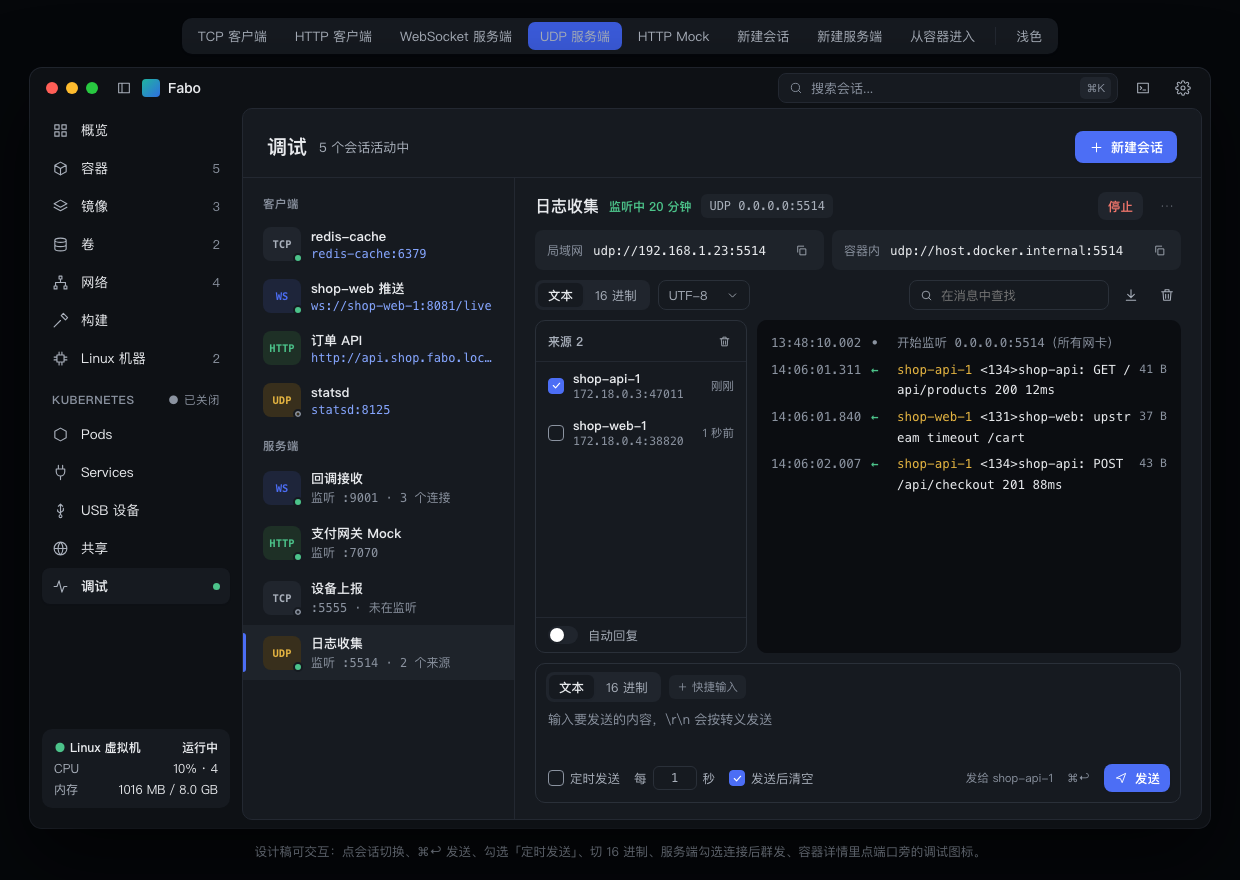 TCP 客户端 HTTP 客户端 WebSocket 服务端 UDP 服务端 HTTP Mock 新建会话 新建服务端 从容器进入 浅色
Fabo
搜索会话... ⌘K
概览
容器 5
镜像 3
卷 2
网络 4
构建
Linux 机器 2
KUBERNETES 已关闭
Pods
Services
USB 设备
共享
调试
Linux 虚拟机 运行中
CPU 10% · 4
内存 1016 MB / 8.0 GB
调试 5 个会话活动中
+ 新建会话
客户端
TCP redis-cache
redis-cache:6379
WS shop-web 推送
ws://shop-web-1:8081/live
HTTP 订单 API
http://api.shop.fabo.loc…
UDP statsd
statsd:8125
服务端
WS 回调接收
监听 :9001 · 3 个连接
HTTP 支付网关 Mock
监听 :7070
TCP 设备上报
:5555 · 未在监听
UDP 日志收集
监听 :5514 · 2 个来源
日志收集 监听中 20 分钟 UDP 0.0.0.0:5514 停止 ···
局域网 udp://192.168.1.23:5514
容器内 udp://host.docker.internal:5514
文本 16 进制 UTF-8 在消息中查找
来源 2
shop-api-1 刚刚
172.18.0.3:47011
shop-web-1 1 秒前
172.18.0.4:38820
自动回复
13:48:10.002 • 开始监听 0.0.0.0:5514 (所有网卡)
14:06:01.311 ← shop-api-1 <134>shop-api: GET / 41 B
api/products 200 12ms
14:06:01.840 ← shop-web-1 <131>shop-web: upstr 37 B
eam timeout /cart
14:06:02.007 ← shop-api-1 <134>shop-api: POST 43 B
/api/checkout 201 88ms
文本 16 进制 + 快捷输入
输入要发送的内容，\r\n 会按转义发送
定时发送 每 1 秒 发送后清空 发给 shop-api-1 ⌘↩ 发送
设计稿可交互：点会话切换、⌘↩ 发送、勾选「定时发送」、切 16 进制、服务端勾选连接后群发、容器详情里点端口旁的调试图标。